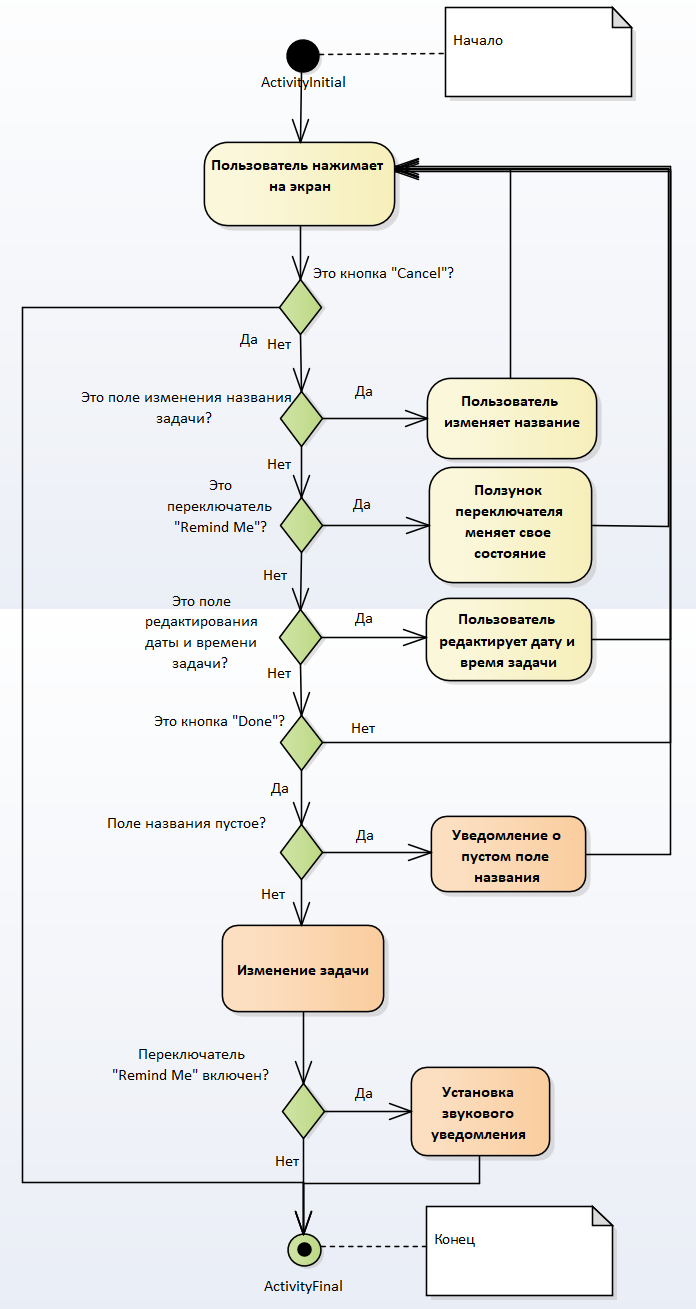 Начало
ActivityInitial
Пользователь нажимает
на экран
Это кнопка "Cancel"?
Да
Нет
Это поле изменения названия
задачи?
Да
Пользователь
изменяет название
Нет
Это
переключатель
"Remind Me"?
Да
Ползунок
переключателя
меняет свое
состояние
Нет
Это поле
редактирования
даты и времени
задачи?
Да
Пользователь
редактирует дату и
время задачи
Нет
Это кнопка "Done"?
Нет
Да
Поле названия пустое?
Да
Уведомление о
пустом поле
названия
Нет
Изменение задачи
Переключатель
"Remind Me" включен?
Да
Установка
звукового
уведомления
Нет
Конец
ActivityFinal